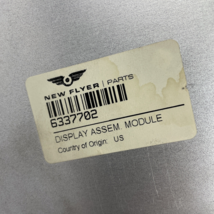 NEW FLYER | PARTS
6337702
DISPLAY ASSEM. MODULE
Country of Origin: US